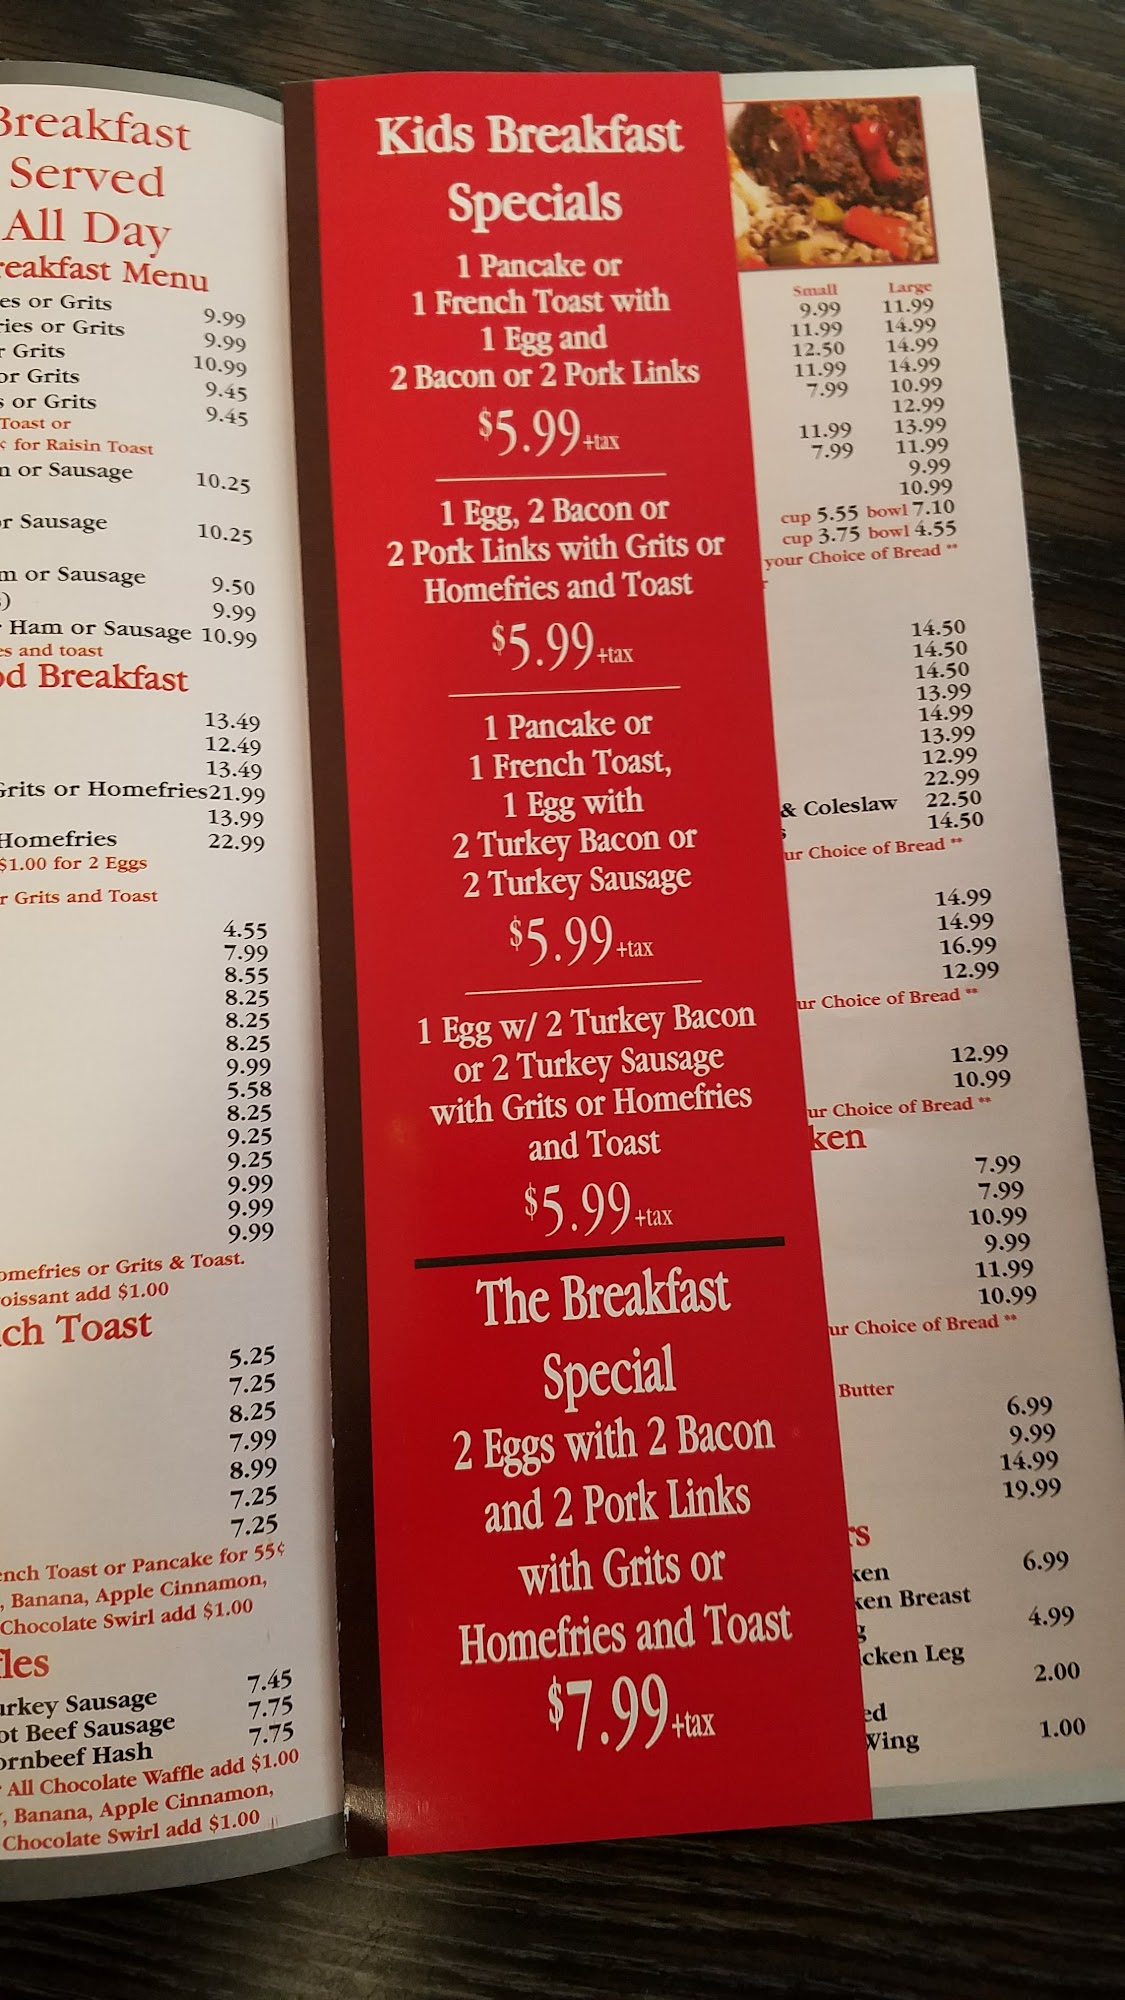 Breakfast
Served
All Day
Breakfast Menu
es or Grits
9.99
ries or Grits
9.99
r Grits
10.99
or Grits
9.45
s or Grits
9.45
Toast or
¢ for Raisin Toast
m or Sausage
10.25
or Sausage
10.25
m or Sausage
9.50
s)
9.99
r Ham or Sausage 10.99
es and toast
od Breakfast
13.49
12.49
13.49
Grits or Homefries21.99
13.99
Homefries
22.99
$1.00 for 2 Eggs
r Grits and Toast
4.55
7.99
8.55
8.25
8.25
8.25
9.99
5.58
8.25
9.25
9.25
9.99
9.99
9.99
omefries or Grits & Toast.
oissant add $1.00
ch Toast
5.25
7.25
8.25
7.99
8.99
7.25
7.25
ench Toast or Pancake for 55¢
, Banana, Apple Cinnamon,
Chocolate Swirl add $1.00
fles
7.45
urkey Sausage
7.75
ot Beef Sausage
7.75
ornbeef Hash
All Chocolate Waffle add $1.00
, Banana, Apple Cinnamon,
Chocolate Swirl add $1.00
Kids Breakfast
Specials
1 Pancake or
1 French Toast with
1 Egg and
2 Bacon or 2 Pork Links
$5.99+tax
1 Egg, 2 Bacon or
2 Pork Links with Grits or
Homefries and Toast
$5.99+tax
1 Pancake or
1 French Toast,
1 Egg with
2 Turkey Bacon or
2 Turkey Sausage
$5.99+tax
1 Egg w/ 2 Turkey Bacon
or 2 Turkey Sausage
with Grits or Homefries
and Toast
$5.99+tax
The Breakfast
Special
2 Eggs with 2 Bacon
and 2 Pork Links
with Grits or
Homefries and Toast
$7.99+tax
Small Large
9.99 11.99
11.99 14.99
12.50 14.99
11.99 14.99
7.99 10.99
12.99
11.99 13.99
7.99 11.99
9.99
10.99
cup 5.55 bowl 7.10
cup 3.75 bowl 4.55
your Choice of Bread **
14.50
14.50
14.50
13.99
14.99
13.99
12.99
22.99
& Coleslaw 22.50
s 14.50
ur Choice of Bread **
14.99
14.99
16.99
12.99
ur Choice of Bread **
12.99
10.99
ur Choice of Bread **
ken
7.99
7.99
10.99
9.99
11.99
10.99
ur Choice of Bread **
Butter
6.99
9.99
14.99
19.99
rs
ken 6.99
ken Breast
g 4.99
icken Leg
2.00
ed
Wing 1.00